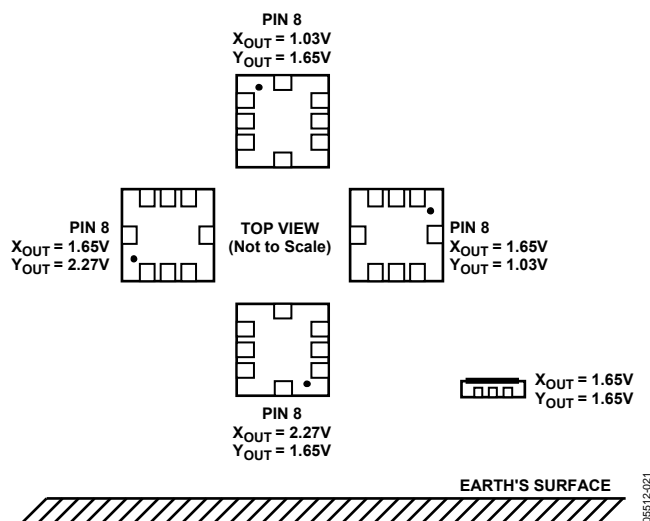 PIN 8
XOUT = 1.03V
YOUT = 1.65V
PIN 8
XOUT = 1.65V
YOUT = 2.27V
TOP VIEW
(Not to Scale)
PIN 8
XOUT = 1.65V
YOUT = 1.03V
PIN 8
XOUT = 2.27V
YOUT = 1.65V
XOUT = 1.65V
YOUT = 1.65V
EARTH'S SURFACE
05512-021